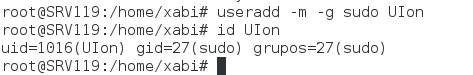 root@SRV119:/home/xabi# useradd -m -g sudo UIon
root@SRV119:/home/xabi# id UIon
uid=1016(UIon) gid=27(sudo) grupos=27(sudo)
root@SRV119:/home/xabi#